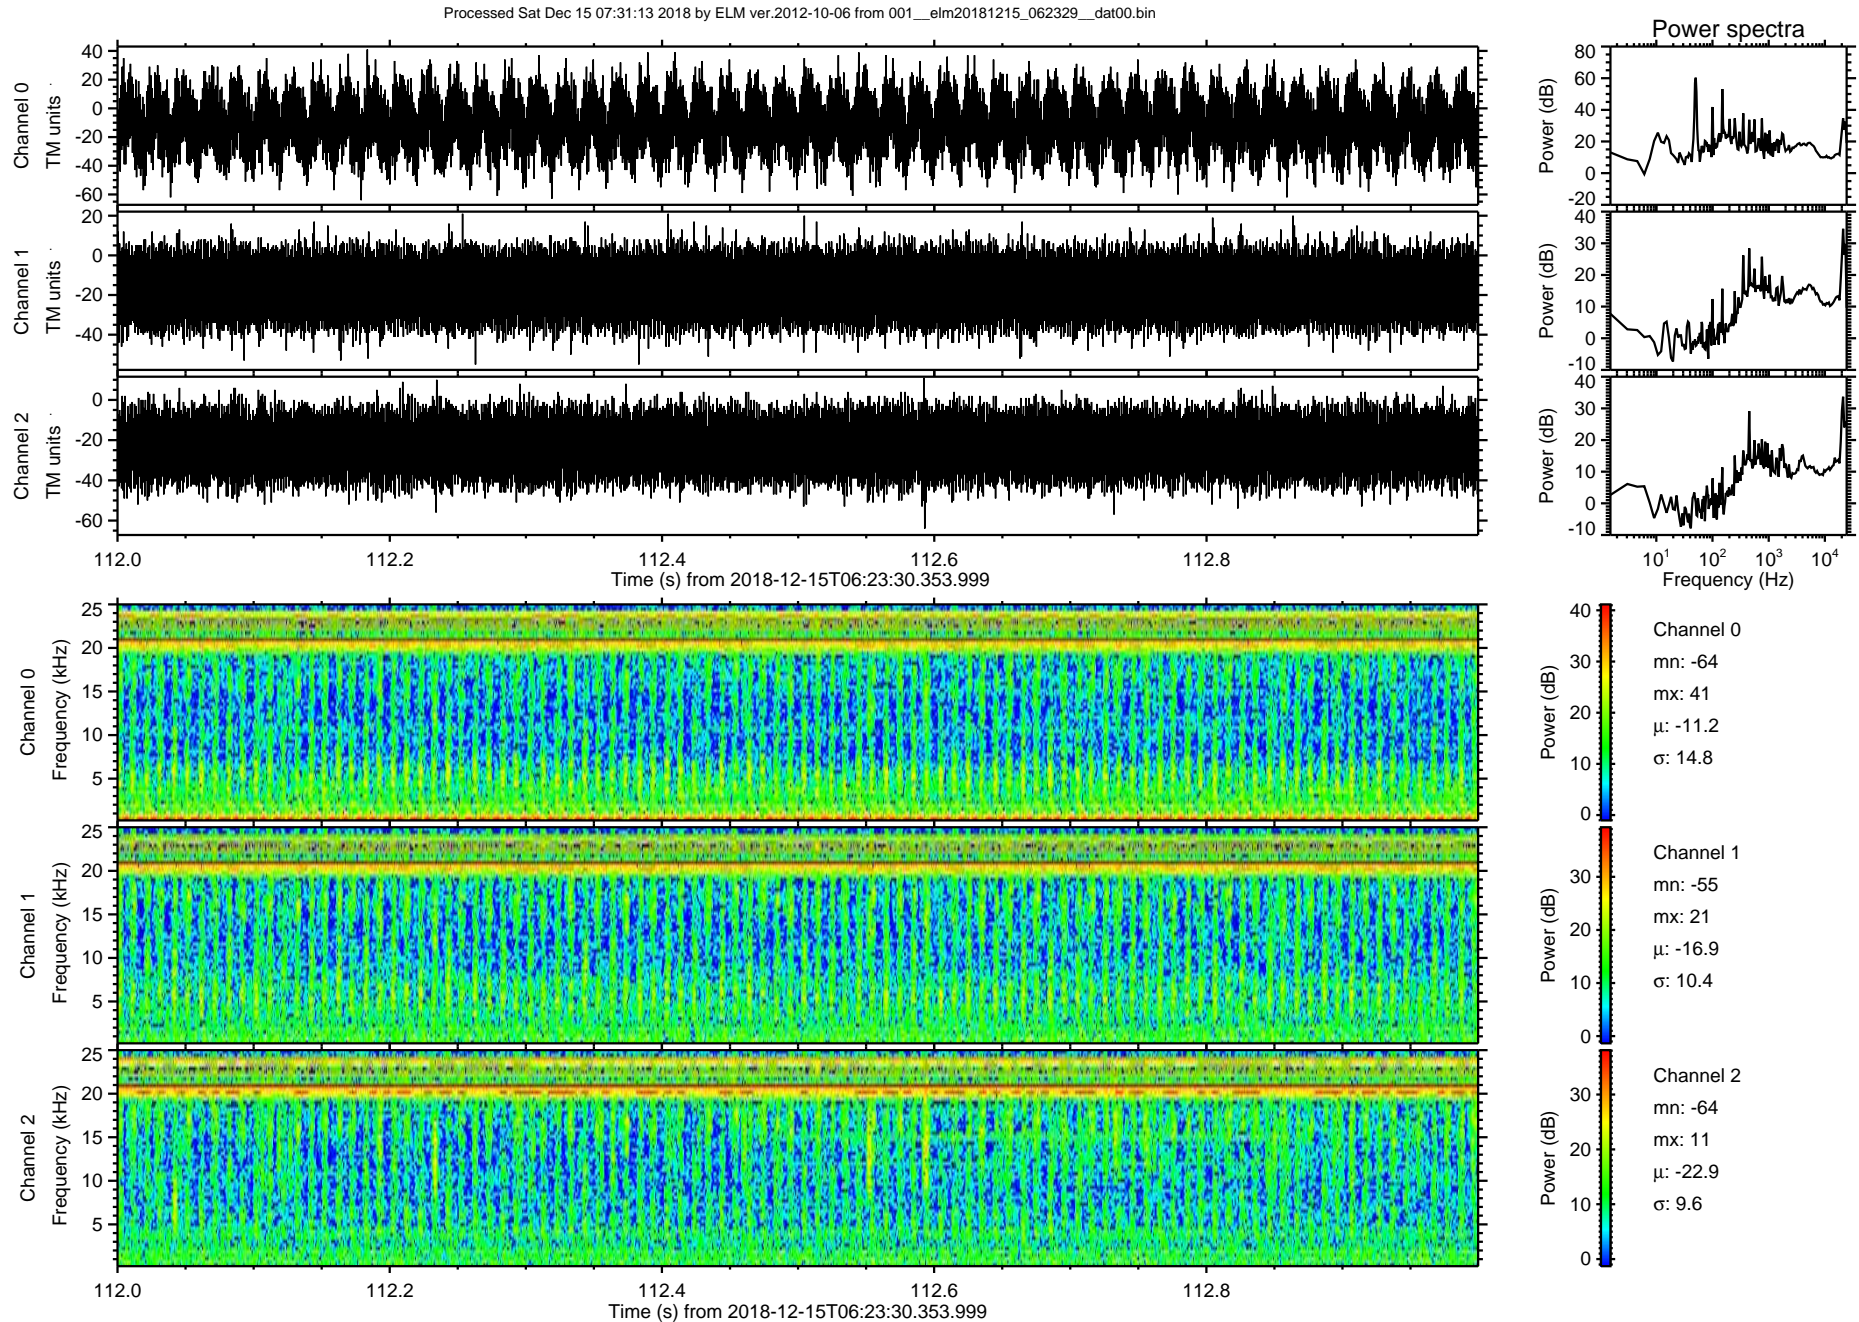 Processed Sat Dec 15 07:31:13 2018 by ELM ver.2012-10-06 from 001__elm20181215_062329__dat00.bin
Power spectra
Channel 0
TM units
40
20
0
-20
-40
-60
Power (dB)
80
60
40
20
0
-20
Channel 1
TM units
20
0
-20
-40
Power (dB)
40
30
20
10
0
-10
Channel 2
TM units
0
-20
-40
-60
Power (dB)
40
30
20
10
0
-10
112.0 112.2 112.4 112.6 112.8
Time (s) from 2018-12-15T06:23:30.353.999
10¹ 10² 10³ 10⁴
Frequency (Hz)
Channel 0
Frequency (kHz)
25
20
15
10
5
Power (dB)
40
30
20
10
0
Channel 0
mn: -64
mx: 41
μ: -11.2
σ: 14.8
Channel 1
Frequency (kHz)
25
20
15
10
5
Power (dB)
30
20
10
0
Channel 1
mn: -55
mx: 21
μ: -16.9
σ: 10.4
Channel 2
Frequency (kHz)
25
20
15
10
5
Power (dB)
30
20
10
0
Channel 2
mn: -64
mx: 11
μ: -22.9
σ: 9.6
112.0 112.2 112.4 112.6 112.8
Time (s) from 2018-12-15T06:23:30.353.999